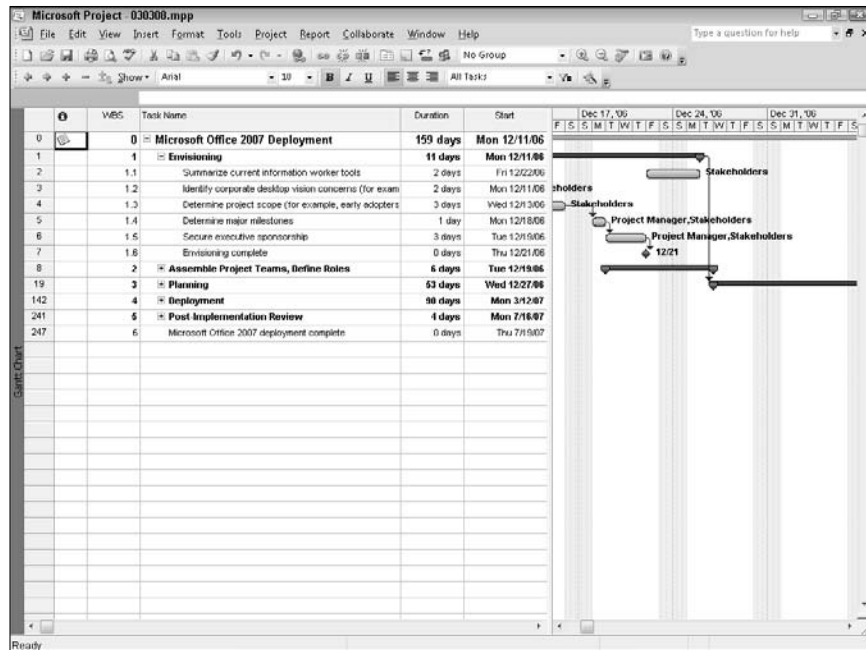 Microsoft Project - 030308.mpp
File Edit View Insert Format Tools Project Report Collaborate Window Help Type a question for help
No Group
Show Arial 10 B I U All Tasks
WBS Task Name Duration Start Dec 17, '06 Dec 24, '06 Dec 31, '06
F S S M T W T F S S M T W T F S S M T W T F S
0 0 Microsoft Office 2007 Deployment 159 days Mon 12/11/06
1 1 Envisioning 11 days Mon 12/11/06
2 1.1 Summarize current information worker tools 2 days Fri 12/22/06 Stakeholders
3 1.2 Identify corporate desktop vision concerns (for exam 2 days Mon 12/11/06 eholders
4 1.3 Determine project scope (for example, early adopters 3 days Wed 12/13/06 Stakeholders
5 1.4 Determine major milestones 1 day Mon 12/18/06 Project Manager,Stakeholders
6 1.5 Secure executive sponsorship 3 days Tue 12/19/06 Project Manager,Stakeholders
7 1.6 Envisioning complete 0 days Thu 12/21/06 12/21
8 2 Assemble Project Teams, Define Roles 6 days Tue 12/19/06
19 3 Planning 53 days Wed 12/27/06
142 4 Deployment 90 days Mon 3/12/07
241 5 Post-Implementation Review 4 days Mon 7/16/07
247 6 Microsoft Office 2007 deployment complete 0 days Thu 7/19/07
Gantt Chart
Ready